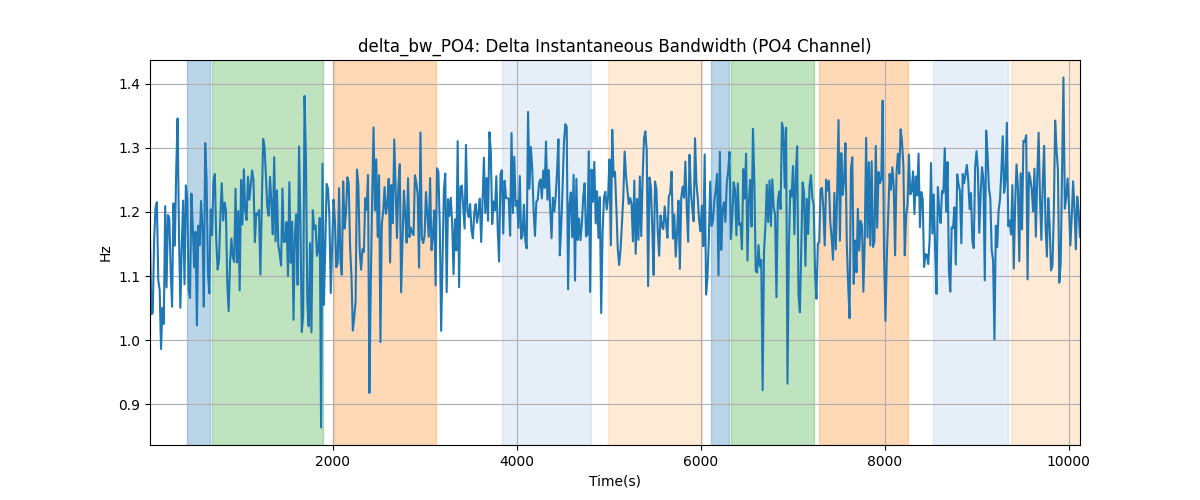 delta_bw_PO4: Delta Instantaneous Bandwidth (PO4 Channel)
1.4
1.3
1.2
1.1
1.0
0.9
Hz
2000 4000 6000 8000 10000
Time(s)